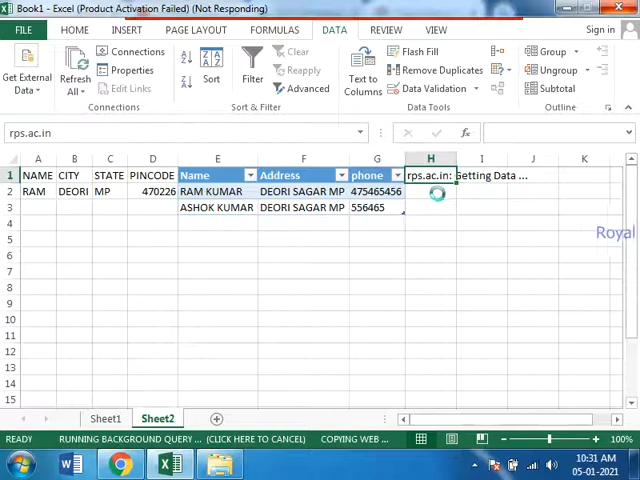 Book1 - Excel (Product Activation Failed) (Not Responding)
FILE HOME INSERT PAGE LAYOUT FORMULAS DATA REVIEW VIEW Sign in
Get External Data
Refresh All
Connections
Properties
Edit Links
Connections
Sort
Filter
Clear
Reapply
Advanced
Sort & Filter
Text to Columns
Flash Fill
Remove Duplicates
Data Validation
Data Tools
Group
Ungroup
Subtotal
Outline
rps.ac.in
fx
A B C D E F G H I J K
1 NAME CITY STATE PINCODE Name Address phone rps.ac.in: Getting Data ...
2 RAM DEORI MP 470226 RAM KUMAR DEORI SAGAR MP 475465456
3 ASHOK KUMAR DEORI SAGAR MP 556465
4
5
Royal
6
7
8
9
10
11
12
13
14
15
Sheet1 Sheet2
READY RUNNING BACKGROUND QUERY ...(CLICK HERE TO CANCEL) COPYING WEB ... 100%
10:31 AM
05-01-2021